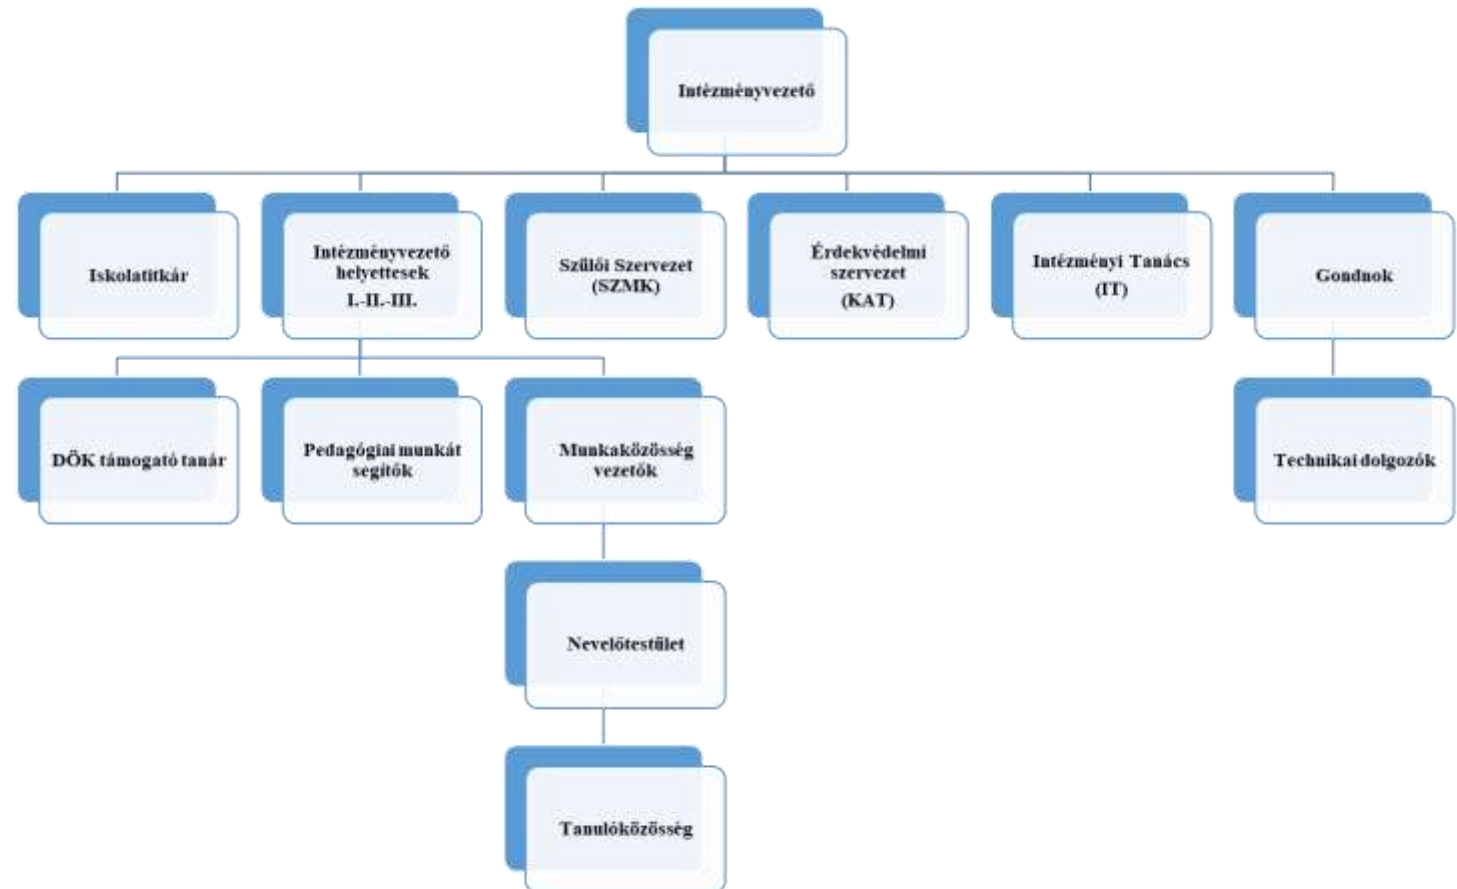 Intézményvezető
Iskolatitkár
Intézményvezető
helyettesek
I.-II.-III.
Szülői Szervezet
(SZMK)
Érdekvédelmi
szervezet
(KAT)
Intézményi Tanács
(IT)
Gondnok
DÖK támogató tanár
Pedagógiai munkát
segítők
Munkaközösség
vezetők
Technikai dolgozók
Nevelőtestület
Tanulóközösség